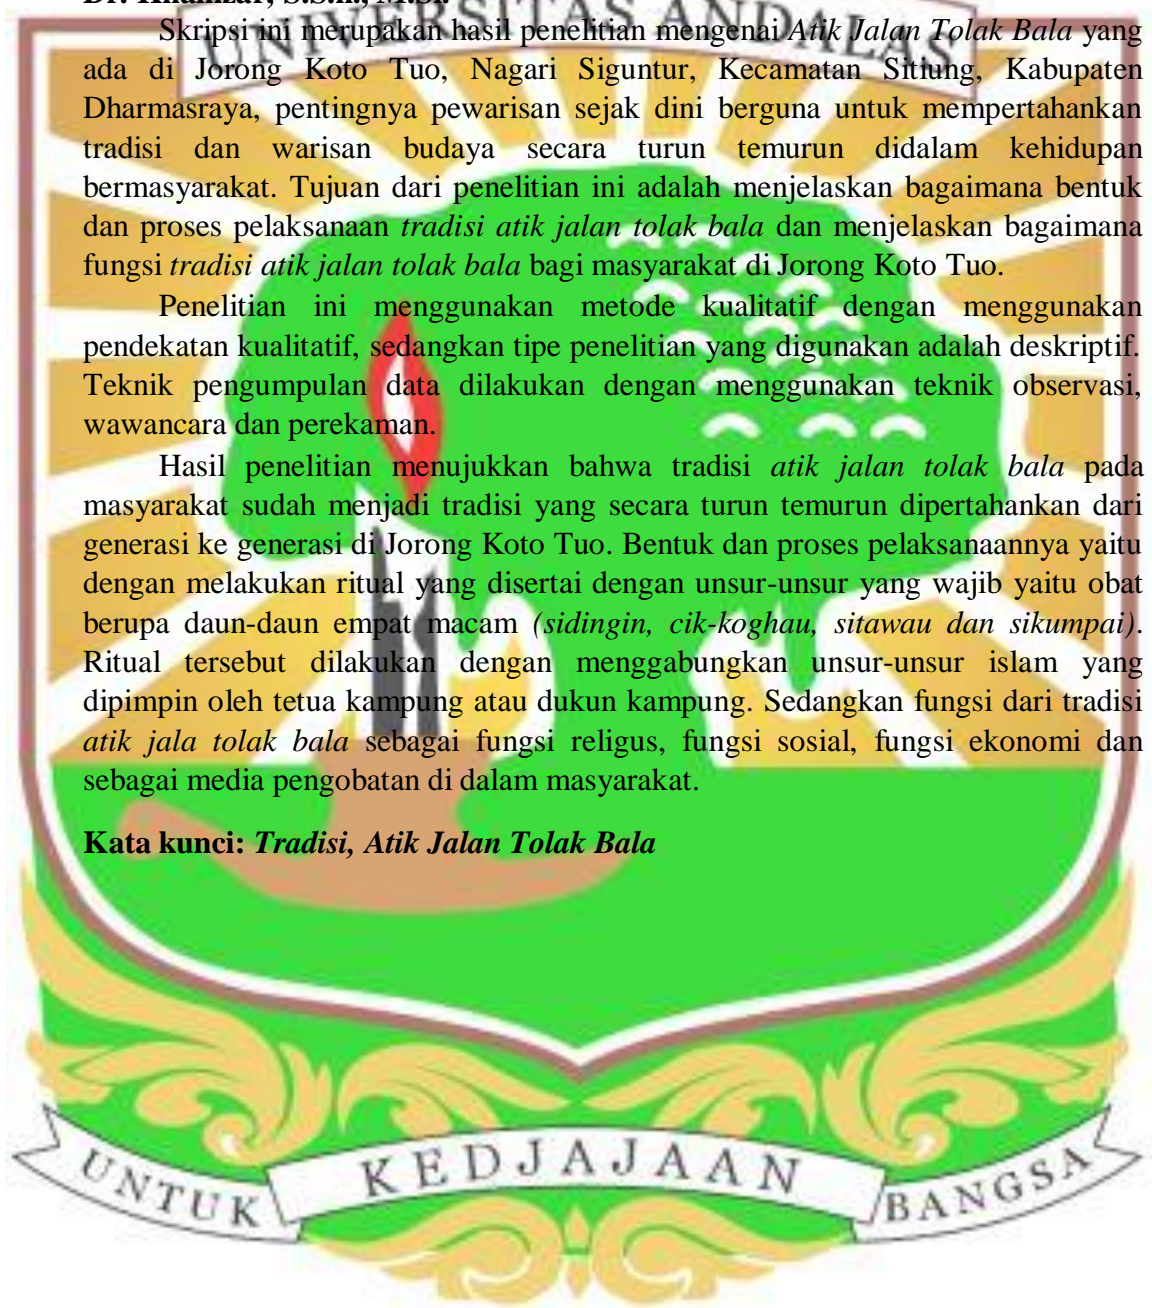 UNIVERSITAS ANDALAS
Skripsi ini merupakan hasil penelitian mengenai Atik Jalan Tolak Bala yang
ada di Jorong Koto Tuo, Nagari Siguntur, Kecamatan Sitiung, Kabupaten
Dharmasraya, pentingnya pewarisan sejak dini berguna untuk mempertahankan
tradisi dan warisan budaya secara turun temurun didalam kehidupan
bermasyarakat. Tujuan dari penelitian ini adalah menjelaskan bagaimana bentuk
dan proses pelaksanaan tradisi atik jalan tolak bala dan menjelaskan bagaimana
fungsi tradisi atik jalan tolak bala bagi masyarakat di Jorong Koto Tuo.
Penelitian ini menggunakan metode kualitatif dengan menggunakan
pendekatan kualitatif, sedangkan tipe penelitian yang digunakan adalah deskriptif.
Teknik pengumpulan data dilakukan dengan menggunakan teknik observasi,
wawancara dan perekaman.
Hasil penelitian menujukkan bahwa tradisi atik jalan tolak bala pada
masyarakat sudah menjadi tradisi yang secara turun temurun dipertahankan dari
generasi ke generasi di Jorong Koto Tuo. Bentuk dan proses pelaksanaannya yaitu
dengan melakukan ritual yang disertai dengan unsur-unsur yang wajib yaitu obat
berupa daun-daun empat macam (sidingin, cik-koghau, sitawau dan sikumpai).
Ritual tersebut dilakukan dengan menggabungkan unsur-unsur islam yang
dipimpin oleh tetua kampung atau dukun kampung. Sedangkan fungsi dari tradisi
atik jala tolak bala sebagai fungsi religus, fungsi sosial, fungsi ekonomi dan
sebagai media pengobatan di dalam masyarakat.
Kata kunci: Tradisi, Atik Jalan Tolak Bala
UNTUK KEDJAJAAN BANGSA